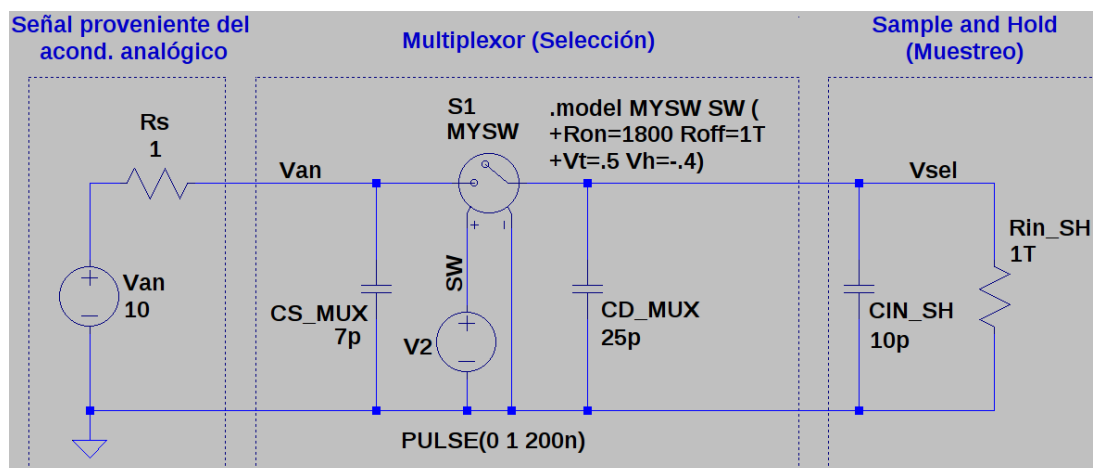 Señal proveniente del
acond. analógico
Multiplexor (Selección)
Sample and Hold
(Muestreo)
Rs
1
S1
MYSW
.model MYSW SW (
+Ron=1800 Roff=1T
+Vt=.5 Vh=-.4)
Van
Vsel
+
−
Van
10
CS_MUX
7p
+ −
SW
V2
+
−
CD_MUX
25p
CIN_SH
10p
Rin_SH
1T
PULSE(0 1 200n)